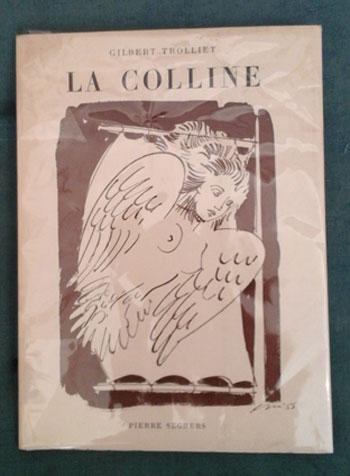 GILBERT TROLLIET
LA COLLINE
PIERRE SEGHERS